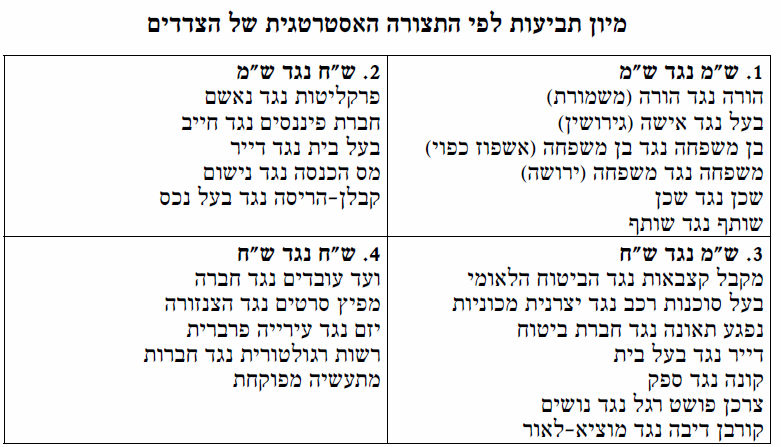 מיון תביעות לפי התצורה האסטרטגית של הצדדים
1. ש"מ נגד ש"מ
הורה נגד הורה (משמורת)
בעל נגד אישה (גירושין)
בן משפחה נגד בן משפחה (אשפוז כפוי)
משפחה נגד משפחה (ירושה)
שכן נגד שכן
שותף נגד שותף
2. ש"ח נגד ש"מ
פרקליטות נגד נאשם
חברת פיננסים נגד חייב
בעל בית נגד דייר
מס הכנסה נגד נישום
קבלן-הריסה נגד בעל נכס
3. ש"מ נגד ש"ח
מקבל קצבאות נגד הביטוח הלאומי
בעל סוכנות רכב נגד יצרנית מכוניות
נפגע תאונה נגד חברת ביטוח
דייר נגד בעל בית
קונה נגד ספק
צרכן פושט רגל נגד נושים
קורבן דיבה נגד מוציא-לאור
4. ש"ח נגד ש"ח
ועד עובדים נגד חברה
מפיץ סרטים נגד הצנזורה
יזם נגד עירייה פרברית
רשות רגולטורית נגד חברות
מתעשיה מפוקחת